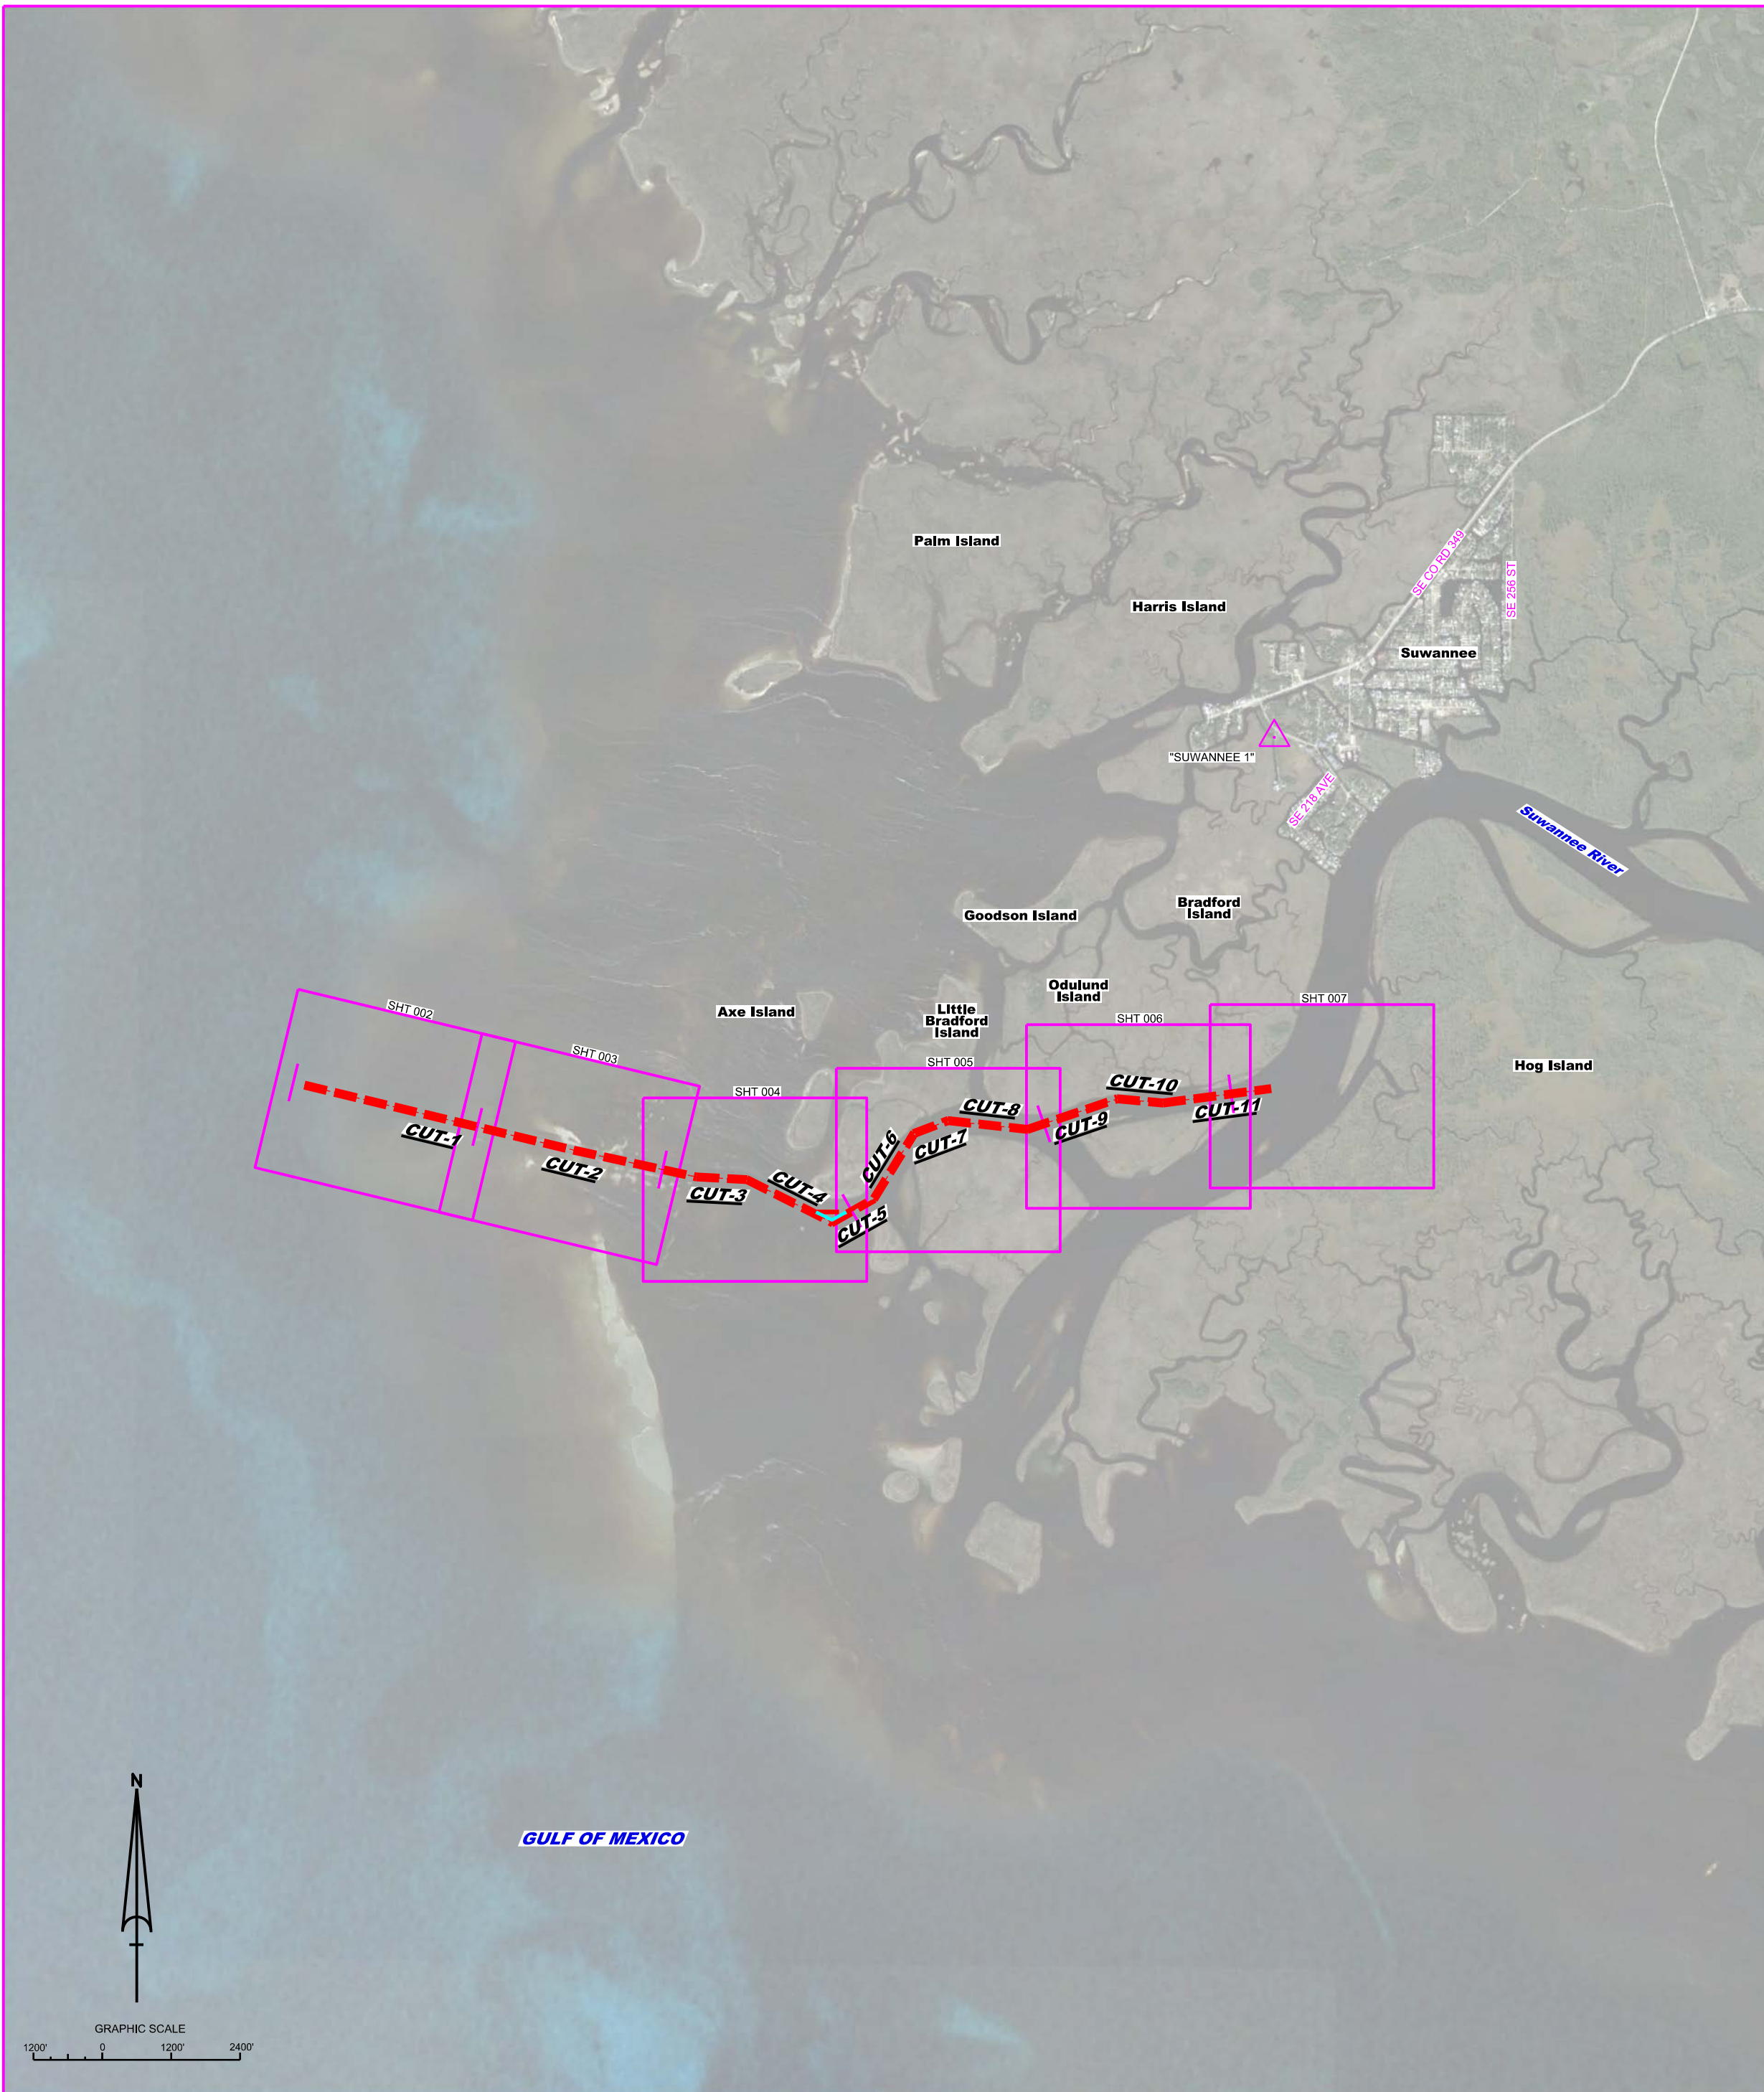 Palm Island
SE CO RD 349
SE 256 ST
Harris Island
Suwannee
"SUWANNEE 1"
SE 218 AVE
Suwannee River
Goodson Island
Bradford
Island
Odulund
Island
Axe Island
LIttle
Bradford
Island
SHT 002
SHT 003
SHT 004
SHT 005
SHT 006
SHT 007
Hog Island
CUT-1
CUT-2
CUT-3
CUT-4
CUT-5
CUT-6
CUT-7
CUT-8
CUT-9
CUT-10
CUT-11
N
GULF OF MEXICO
GRAPHIC SCALE
1200' 0 1200' 2400'